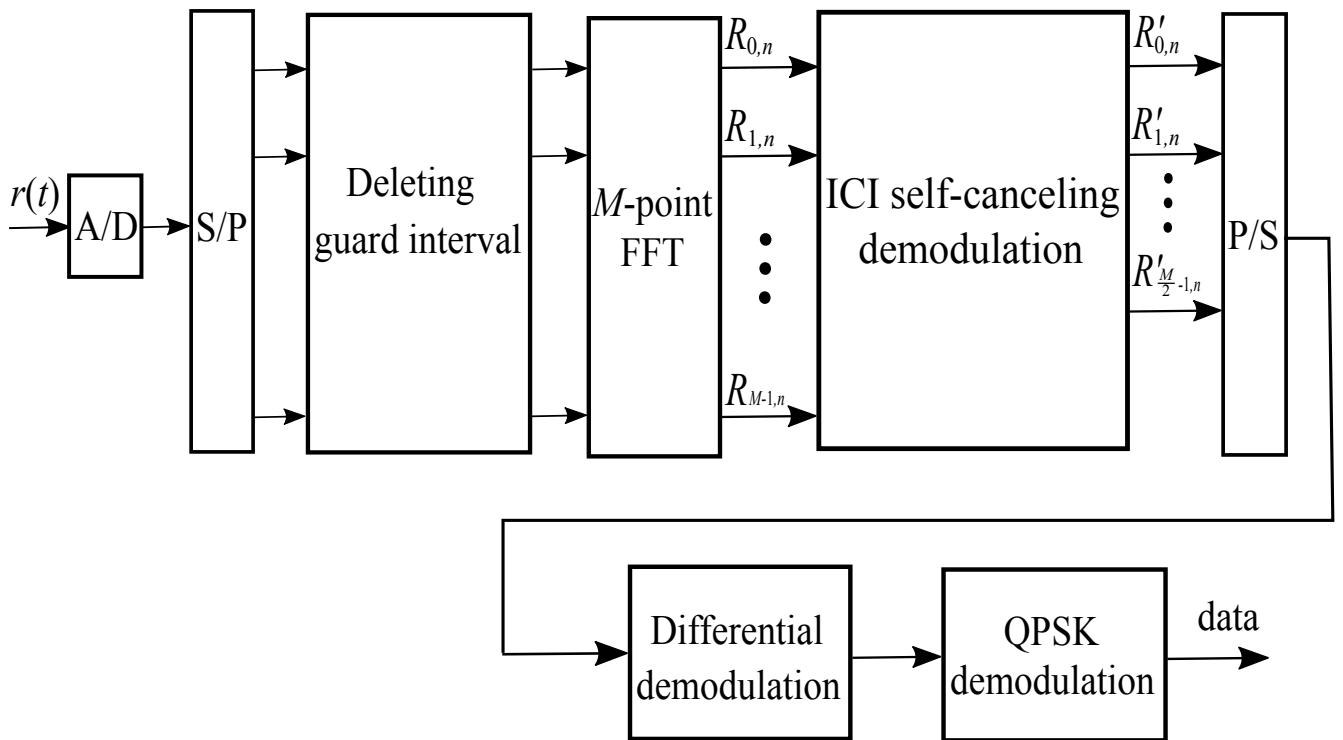 r(t)
A/D
S/P
Deleting
guard interval
M-point
FFT
R0,n
R1,n
RM-1,n
ICI self-canceling
demodulation
R′0,n
R′1,n
R′M/2-1,n
P/S
Differential
demodulation
QPSK
demodulation
data